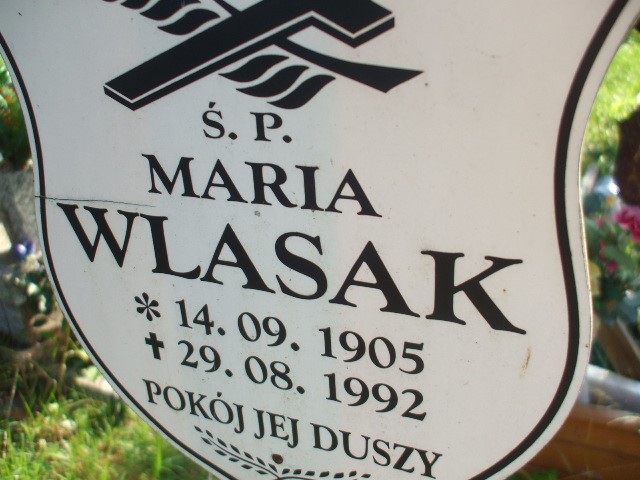 Ś. P.
MARIA
WLASAK
* 14. 09. 1905
✝ 29. 08. 1992
POKÓJ JEJ DUSZY